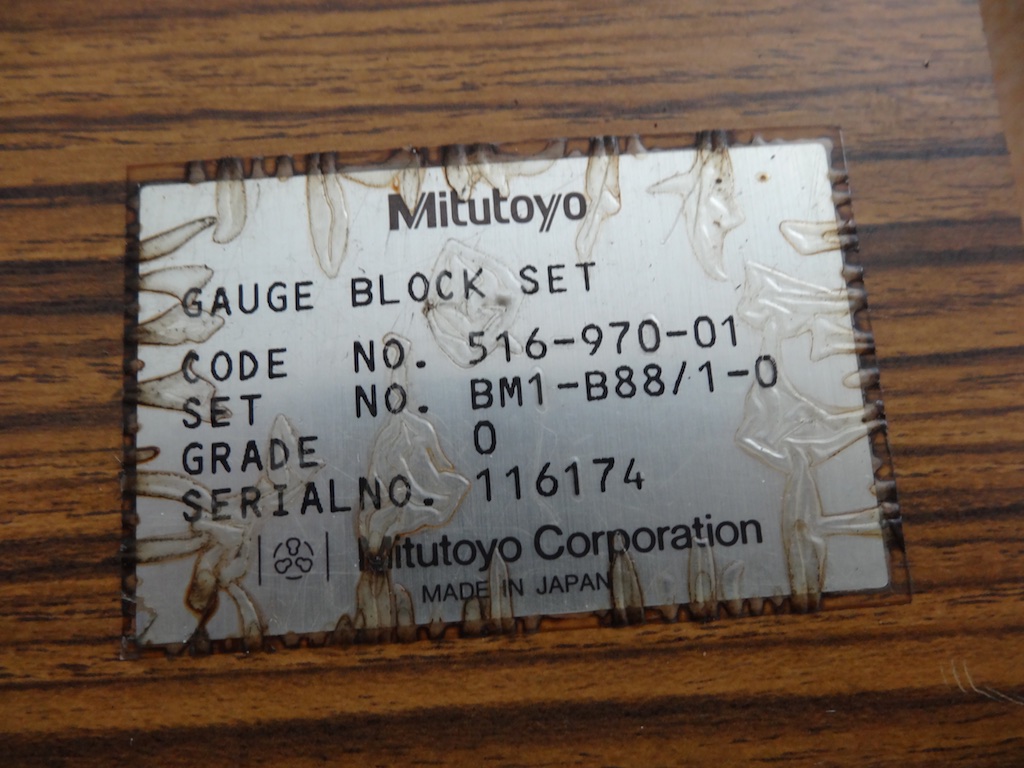 Mitutoyo
GAUGE BLOCK SET
CODE NO. 516-970-01
SET NO. BM1-B88/1-0
GRADE 0
SERIALNO. 116174
Mitutoyo Corporation
MADE IN JAPAN